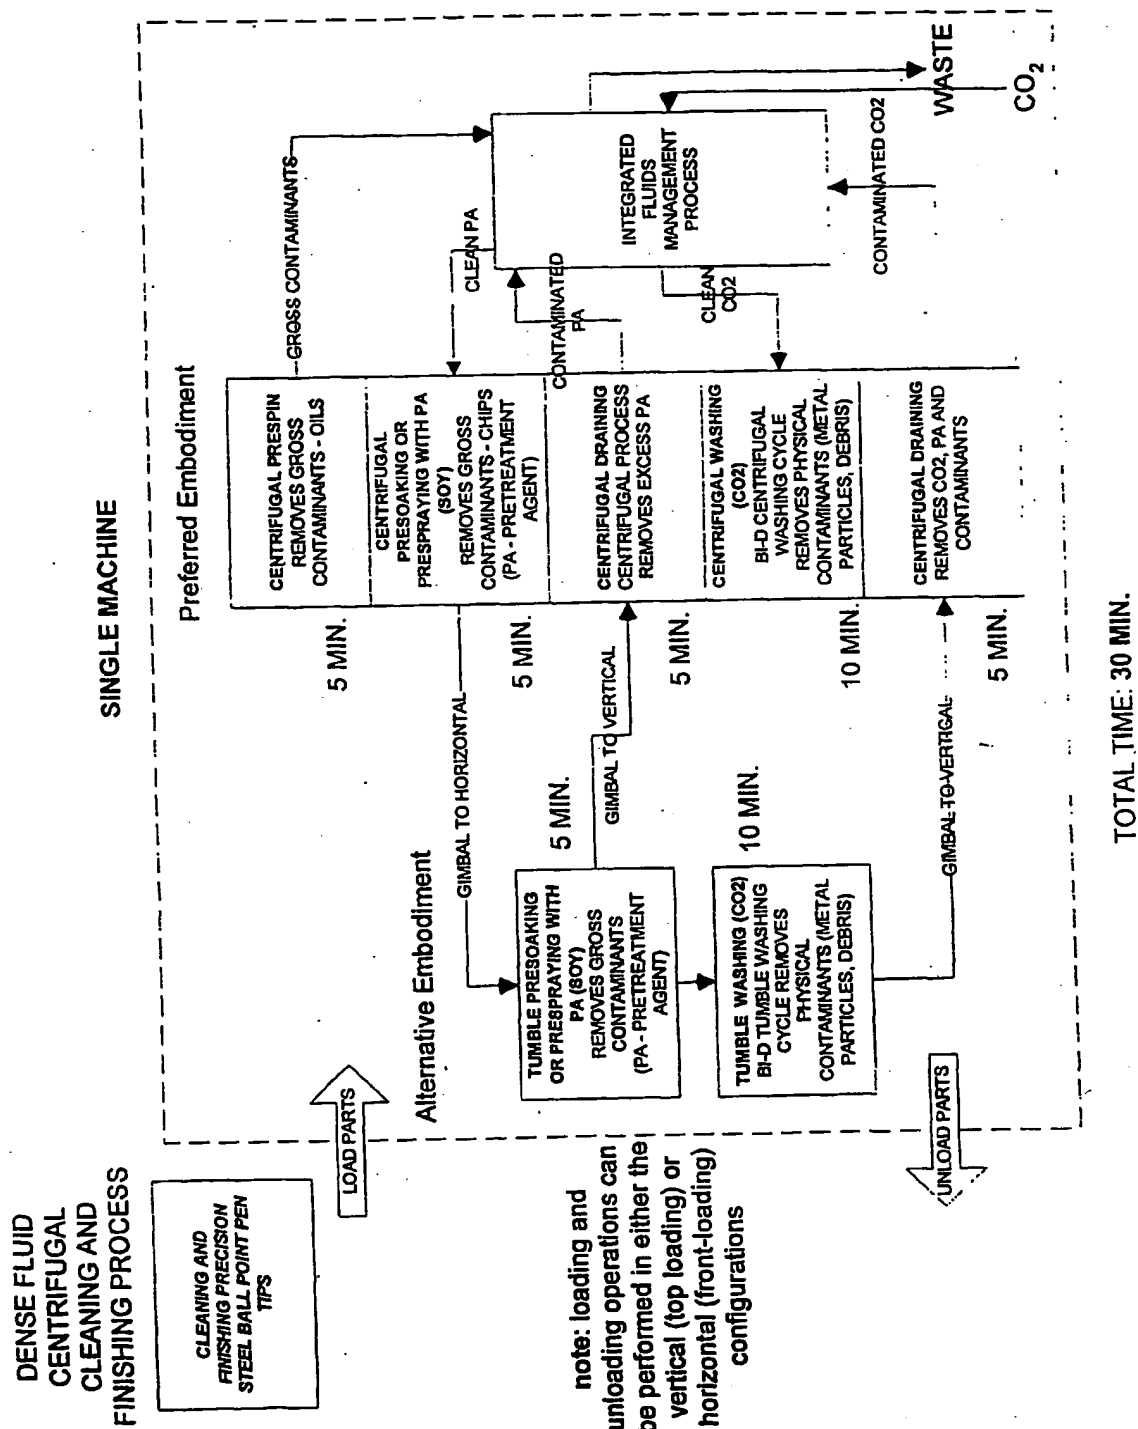 DENSE FLUID
CENTRIFUGAL
CLEANING AND
FINISHING PROCESS
CLEANING AND
FINISHING PRECISION
STEEL BALL POINT PEN
TIPS
SINGLE MACHINE
LOAD PARTS
Preferred Embodiment
CENTRIFUGAL PRESPIN
REMOVES GROSS
CONTAMINANTS - OILS
5 MIN.
GROSS CONTAMINANTS
CENTRIFUGAL
PRESOAKING OR
PRESPRAYING WITH PA
(SOY)
REMOVES GROSS
CONTAMINANTS - CHIPS
(PA - PRETREATMENT
AGENT)
5 MIN.
CLEAN PA
GIMBAL TO HORIZONTAL
CENTRIFUGAL DRAINING
CENTRIFUGAL PROCESS
REMOVES EXCESS PA
5 MIN.
CONTAMINATED
PA
GIMBAL TO VERTICAL
CENTRIFUGAL WASHING
(CO2)
BI-D CENTRIFUGAL
WASHING CYCLE
REMOVES PHYSICAL
CONTAMINANTS (METAL
PARTICLES, DEBRIS)
10 MIN.
CLEAN
CO2
CENTRIFUGAL DRAINING
REMOVES CO2, PA AND
CONTAMINANTS
5 MIN.
CONTAMINATED CO2
GIMBAL TO VERTICAL
INTEGRATED
FLUIDS
MANAGEMENT
PROCESS
WASTE
CO2
Alternative Embodiment
TUMBLE PRESOAKING
OR PRESPRAYING WITH
PA (SOY)
REMOVES GROSS
CONTAMINANTS
(PA - PRETREATMENT
AGENT)
5 MIN.
TUMBLE WASHING (CO2)
BI-D TUMBLE WASHING
CYCLE REMOVES
PHYSICAL
CONTAMINANTS (METAL
PARTICLES, DEBRIS)
10 MIN.
UNLOAD PARTS
note: loading and
unloading operations can
be performed in either the
vertical (top loading) or
horizontal (front-loading)
configurations
TOTAL TIME: 30 MIN.